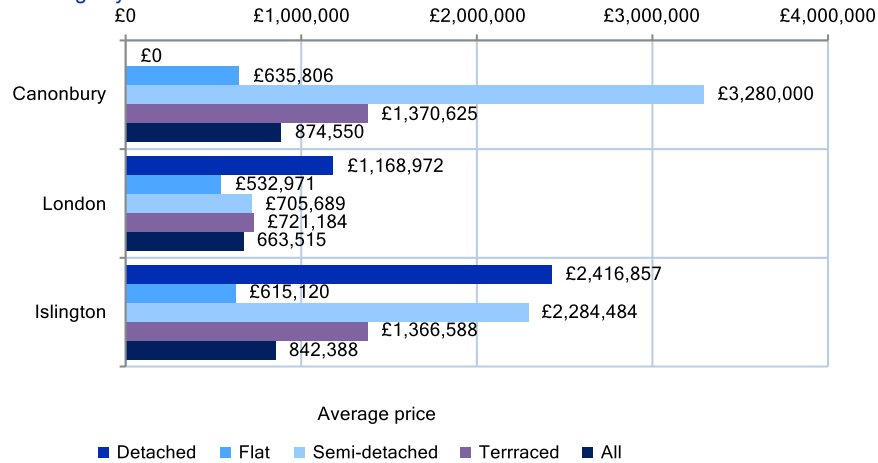 £0 £1,000,000 £2,000,000 £3,000,000 £4,000,000
£0
£635,806
Canonbury £3,280,000
£1,370,625
874,550
£1,168,972
£532,971
London £705,689
£721,184
663,515
£2,416,857
£615,120
Islington £2,284,484
£1,366,588
842,388
Average price
Detached Flat Semi-detached Terrraced All